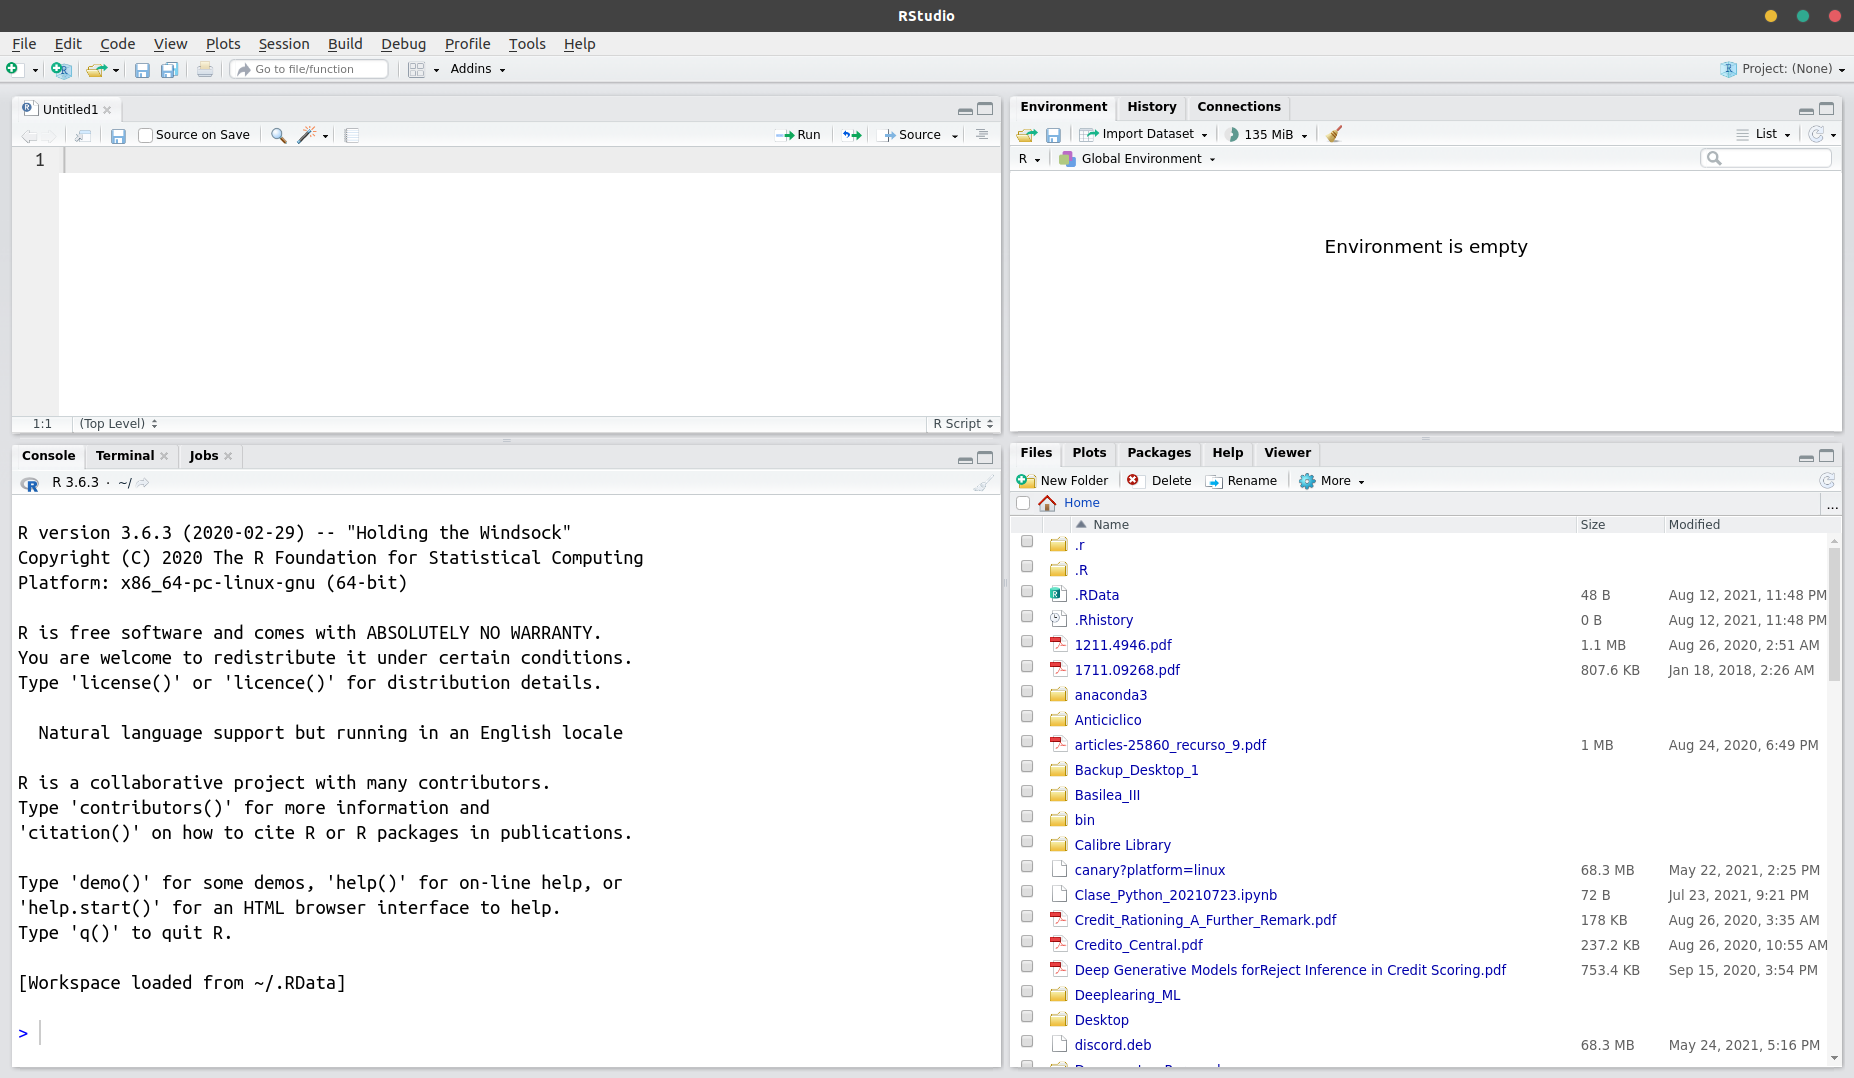 RStudio
File Edit Code View Plots Session Build Debug Profile Tools Help
Go to file/function Addins Project: (None)
Untitled1
Source on Save Run Source
1
1:1 (Top Level) R Script
Console Terminal Jobs
R 3.6.3 · ~/
R version 3.6.3 (2020-02-29) -- "Holding the Windsock"
Copyright (C) 2020 The R Foundation for Statistical Computing
Platform: x86_64-pc-linux-gnu (64-bit)
R is free software and comes with ABSOLUTELY NO WARRANTY.
You are welcome to redistribute it under certain conditions.
Type 'license()' or 'licence()' for distribution details.
Natural language support but running in an English locale
R is a collaborative project with many contributors.
Type 'contributors()' for more information and
'citation()' on how to cite R or R packages in publications.
Type 'demo()' for some demos, 'help()' for on-line help, or
'help.start()' for an HTML browser interface to help.
Type 'q()' to quit R.
[Workspace loaded from ~/.RData]
>
Environment History Connections
Import Dataset 135 MiB List
R Global Environment
Environment is empty
Files Plots Packages Help Viewer
New Folder Delete Rename More
Home ...
Name Size Modified
.r
.R
.RData 48 B Aug 12, 2021, 11:48 PM
.Rhistory 0 B Aug 12, 2021, 11:48 PM
1211.4946.pdf 1.1 MB Aug 26, 2020, 2:51 AM
1711.09268.pdf 807.6 KB Jan 18, 2018, 2:26 AM
anaconda3
Anticiclico
articles-25860_recurso_9.pdf 1 MB Aug 24, 2020, 6:49 PM
Backup_Desktop_1
Basilea_III
bin
Calibre Library
canary?platform=linux 68.3 MB May 22, 2021, 2:25 PM
Clase_Python_20210723.ipynb 72 B Jul 23, 2021, 9:21 PM
Credit_Rationing_A_Further_Remark.pdf 178 KB Aug 26, 2020, 3:35 AM
Credito_Central.pdf 237.2 KB Aug 26, 2020, 10:55 AM
Deep Generative Models forReject Inference in Credit Scoring.pdf 753.4 KB Sep 15, 2020, 3:54 PM
Deeplearing_ML
Desktop
discord.deb 68.3 MB May 24, 2021, 5:16 PM